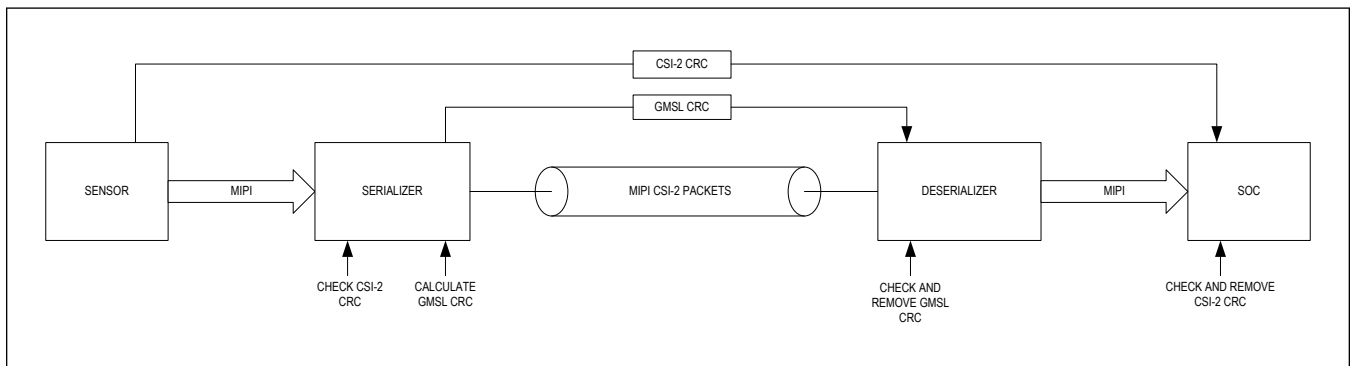 CSI-2 CRC
GMSL CRC
SENSOR
MIPI
SERIALIZER
MIPI CSI-2 PACKETS
DESERIALIZER
MIPI
SOC
CHECK CSI-2
CRC
CALCULATE
GMSL CRC
CHECK AND
REMOVE GMSL
CRC
CHECK AND REMOVE
CSI-2 CRC